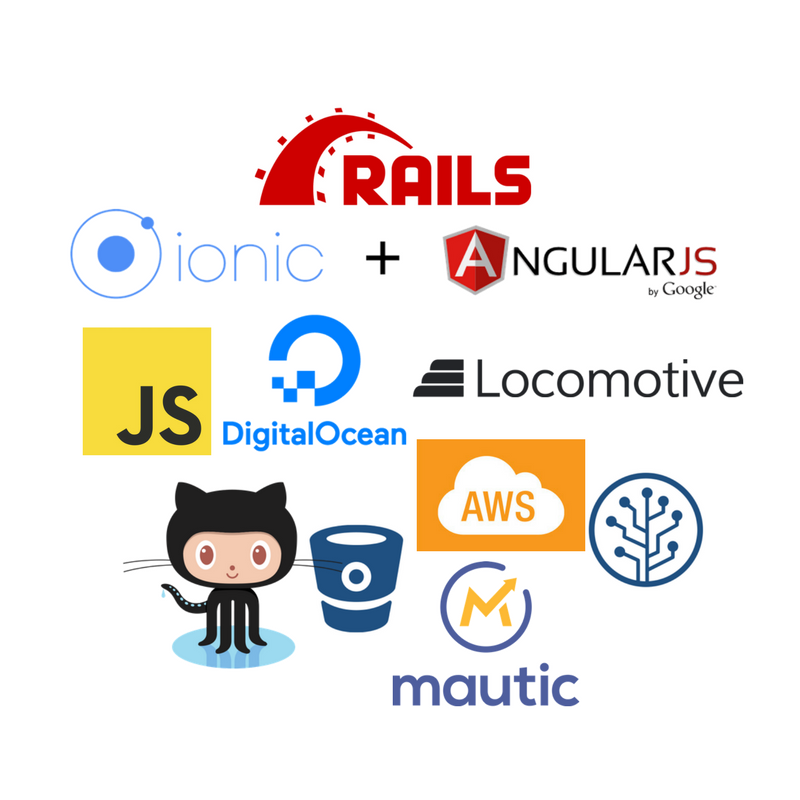 RAILS
ionic
+
ANGULARJS
by Google
JS
DigitalOcean
Locomotive
AWS
mautic